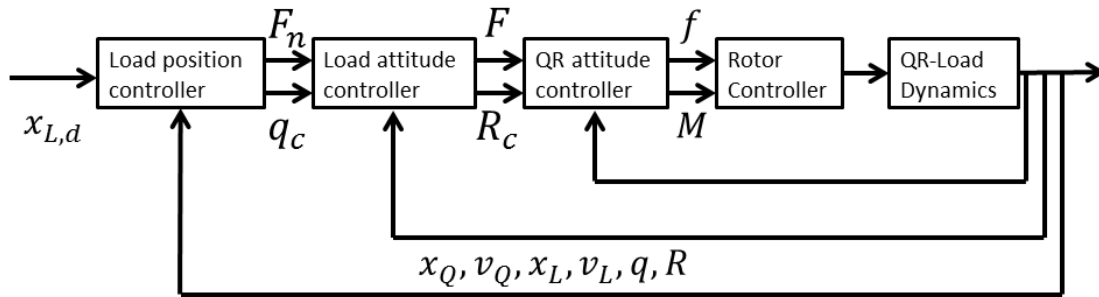 F_n
F
f
Load position controller
Load attitude controller
QR attitude controller
Rotor Controller
QR-Load Dynamics
x_{L,d}
q_c
R_c
M
x_Q, v_Q, x_L, v_L, q, R